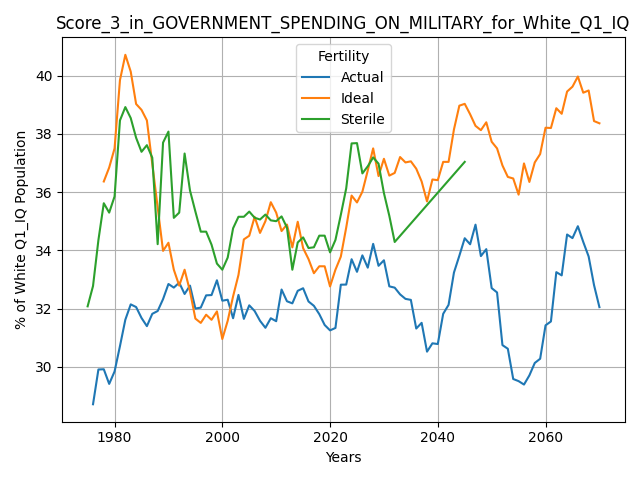 Score_3_in_GOVERNMENT_SPENDING_ON_MILITARY_for_White_Q1_IQ
Fertility
Actual
Ideal
Sterile
% of White Q1_IQ Population
40
38
36
34
32
30
1980
2000
2020
2040
2060
Years